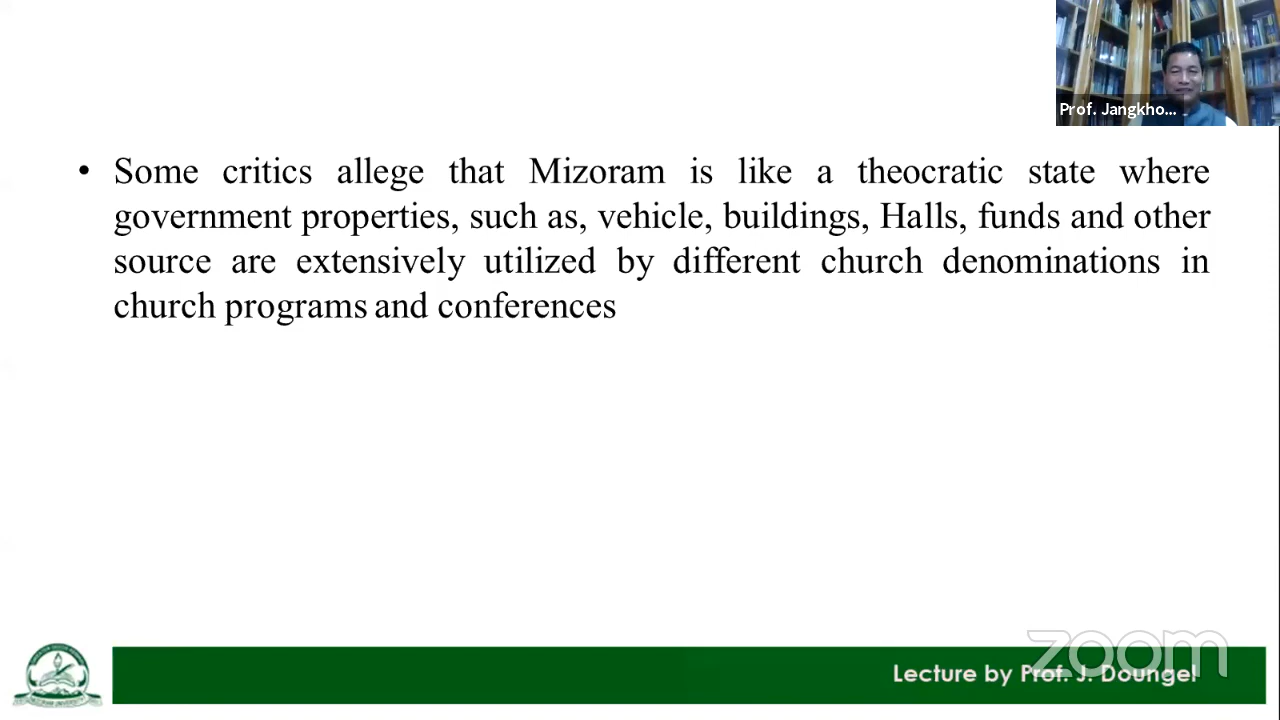 Prof. Jangkho...
• Some critics allege that Mizoram is like a theocratic state where
government properties, such as, vehicle, buildings, Halls, funds and other
source are extensively utilized by different church denominations in
church programs and conferences
zoom
Lecture by Prof. J. Doungel